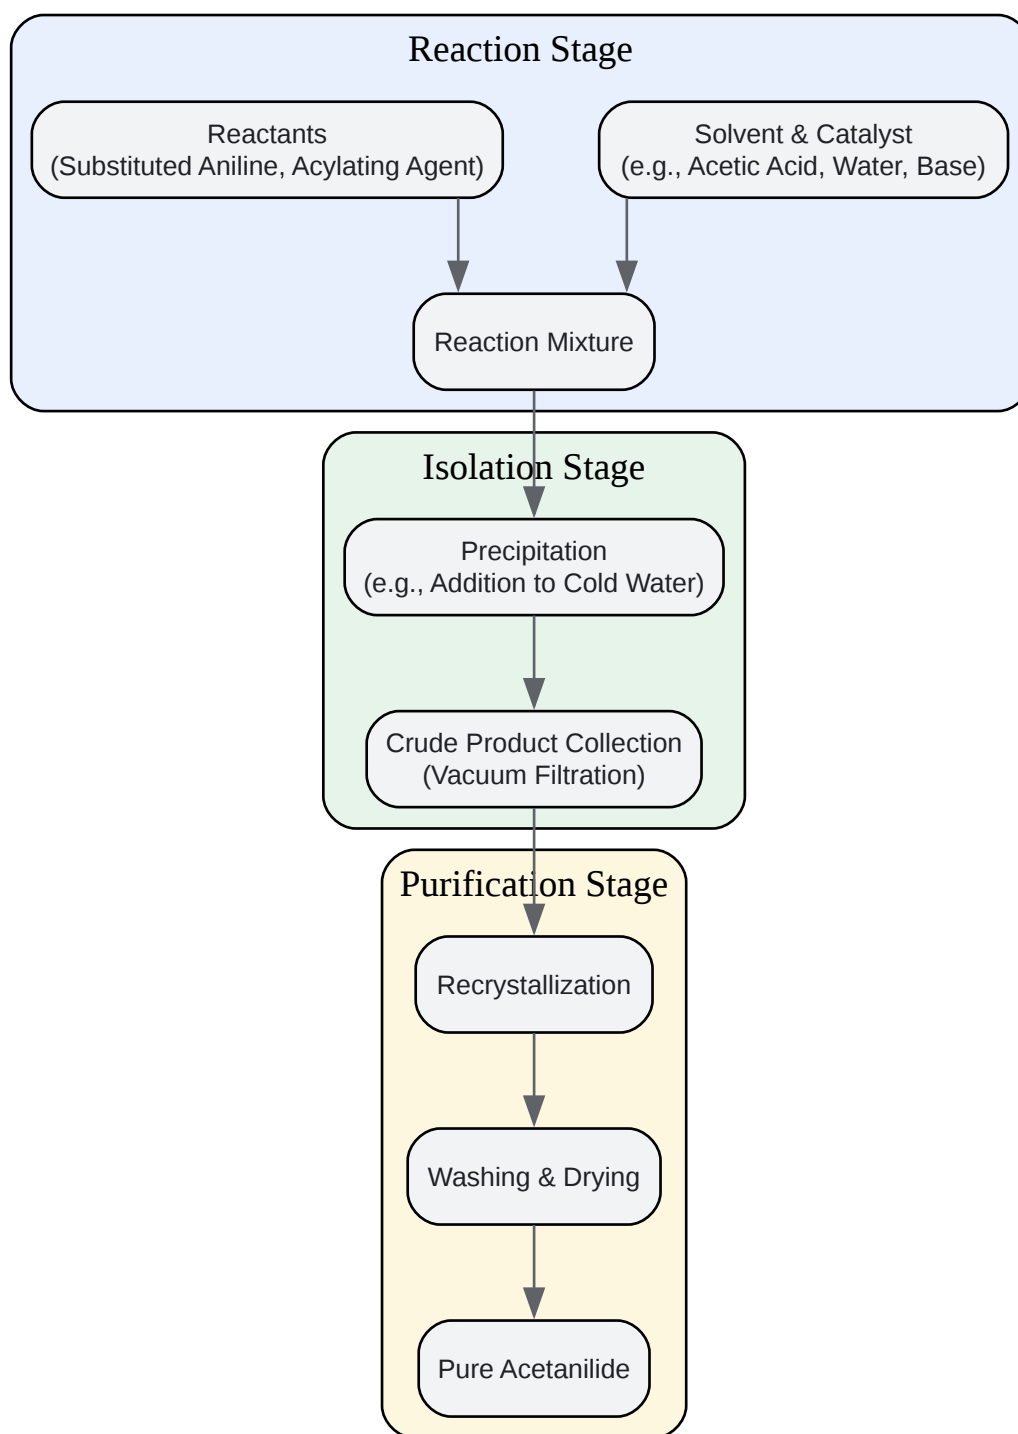 Reaction Stage
Reactants
(Substituted Aniline, Acylating Agent)
Solvent & Catalyst
(e.g., Acetic Acid, Water, Base)
Reaction Mixture
Isolation Stage
Precipitation
(e.g., Addition to Cold Water)
Crude Product Collection
(Vacuum Filtration)
Purification Stage
Recrystallization
Washing & Drying
Pure Acetanilide